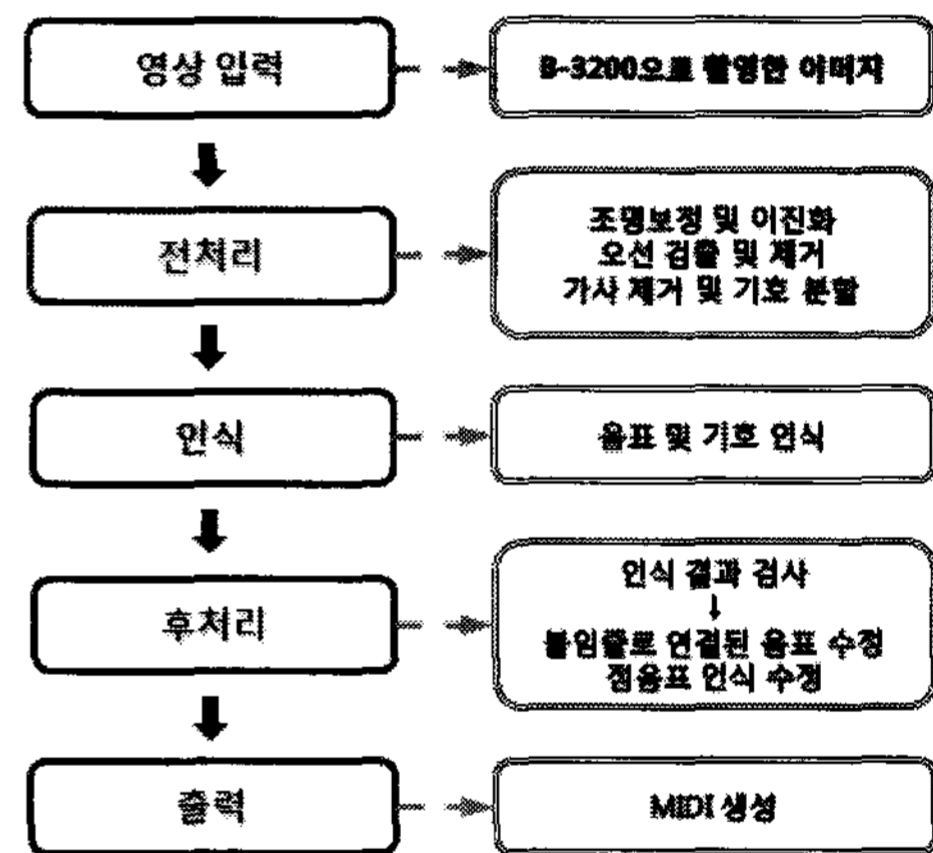 영상 입력
B-3200으로 촬영한 이미지
전처리
조명보정 및 이진화
오선 검출 및 제거
가사 제거 및 기호 분할
인식
음표 및 기호 인식
후처리
인식 결과 검사
붙임줄로 연결된 음표 수정
점음표 인식 수정
출력
MIDI 생성